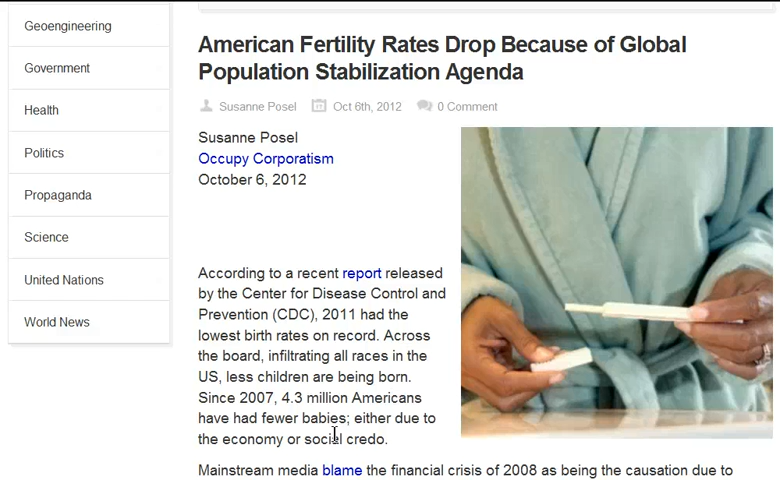 Geoengineering
Government
Health
Politics
Propaganda
Science
United Nations
World News
American Fertility Rates Drop Because of Global
Population Stabilization Agenda
Susanne Posel Oct 6th, 2012 0 Comment
Susanne Posel
Occupy Corporatism
October 6, 2012
According to a recent report released
by the Center for Disease Control and
Prevention (CDC), 2011 had the
lowest birth rates on record. Across
the board, infiltrating all races in the
US, less children are being born.
Since 2007, 4.3 million Americans
have had fewer babies; either due to
the economy or social credo.
Mainstream media blame the financial crisis of 2008 as being the causation due to